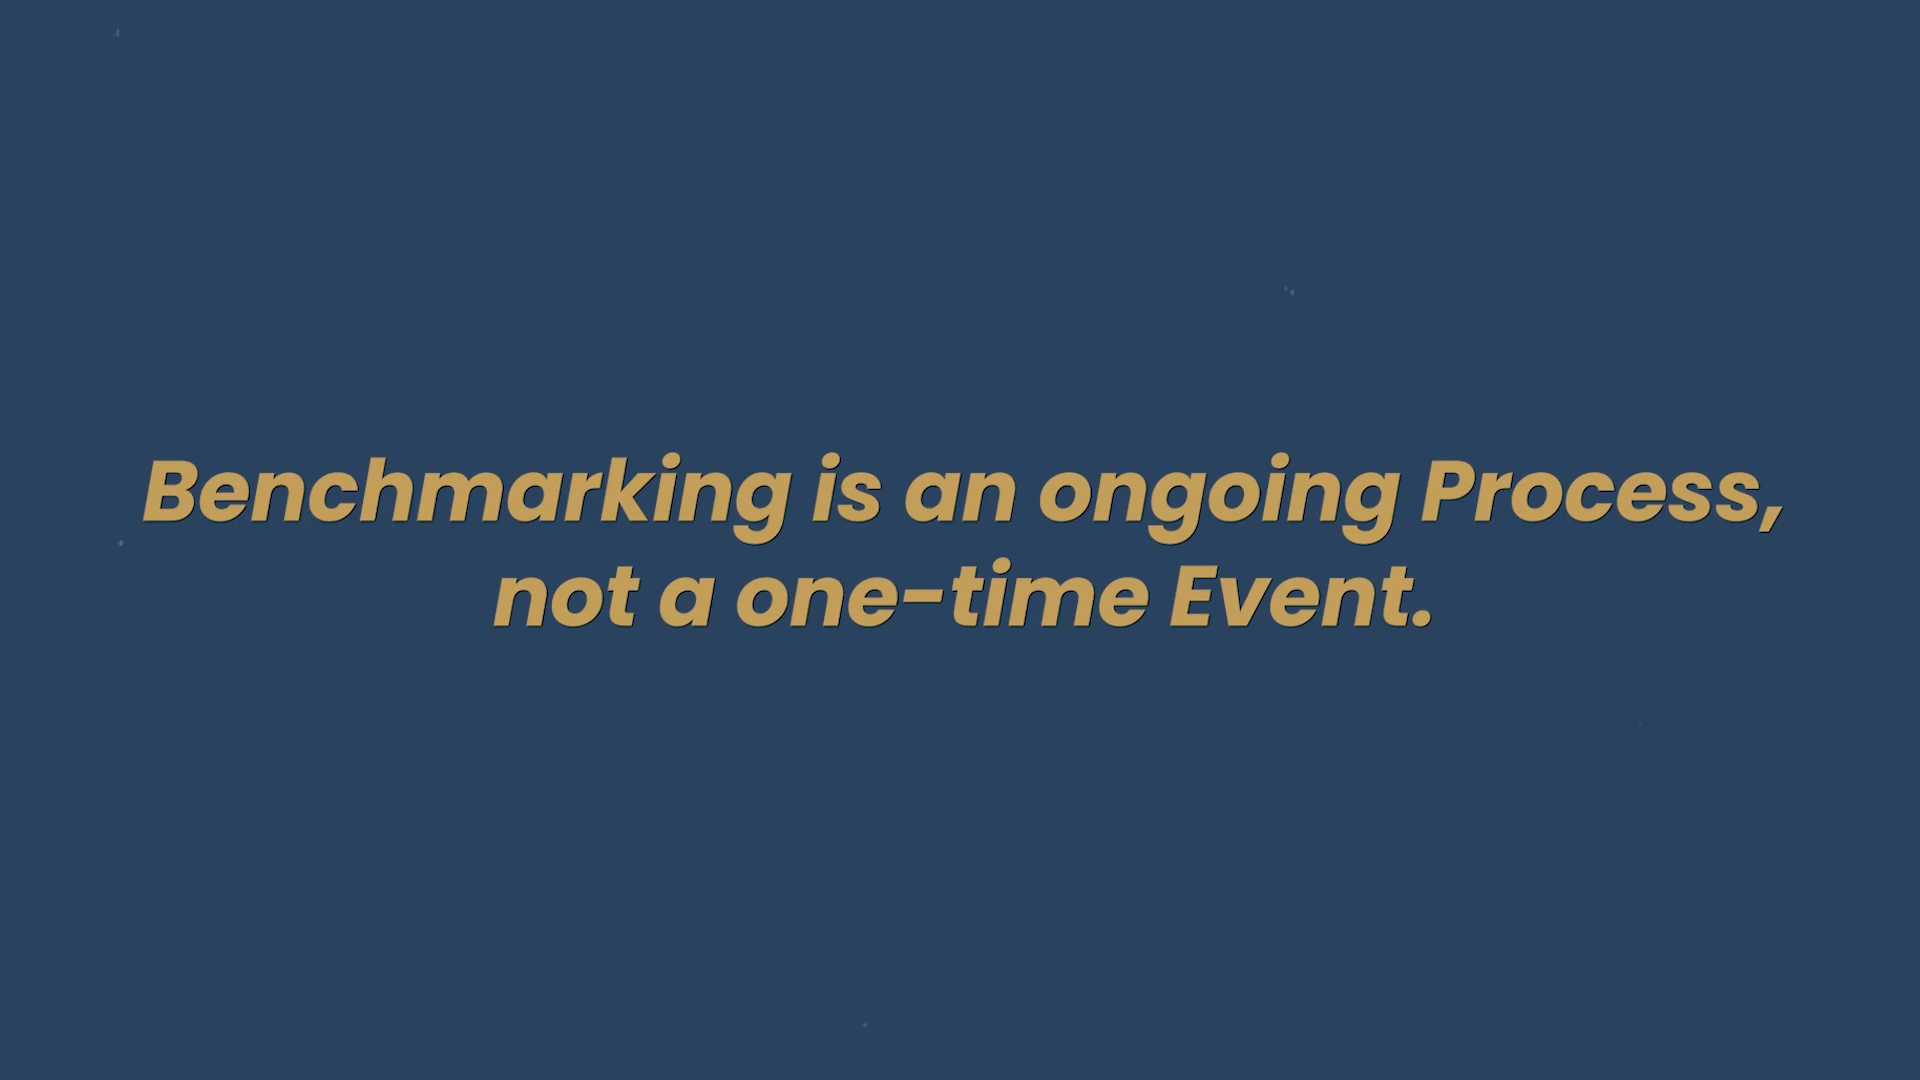 Benchmarking is an ongoing Process,
not a one-time Event.